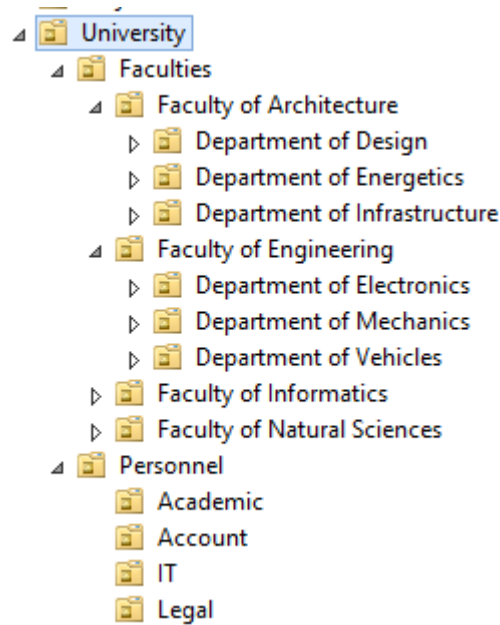 University
Faculties
Faculty of Architecture
Department of Design
Department of Energetics
Department of Infrastructure
Faculty of Engineering
Department of Electronics
Department of Mechanics
Department of Vehicles
Faculty of Informatics
Faculty of Natural Sciences
Personnel
Academic
Account
IT
Legal